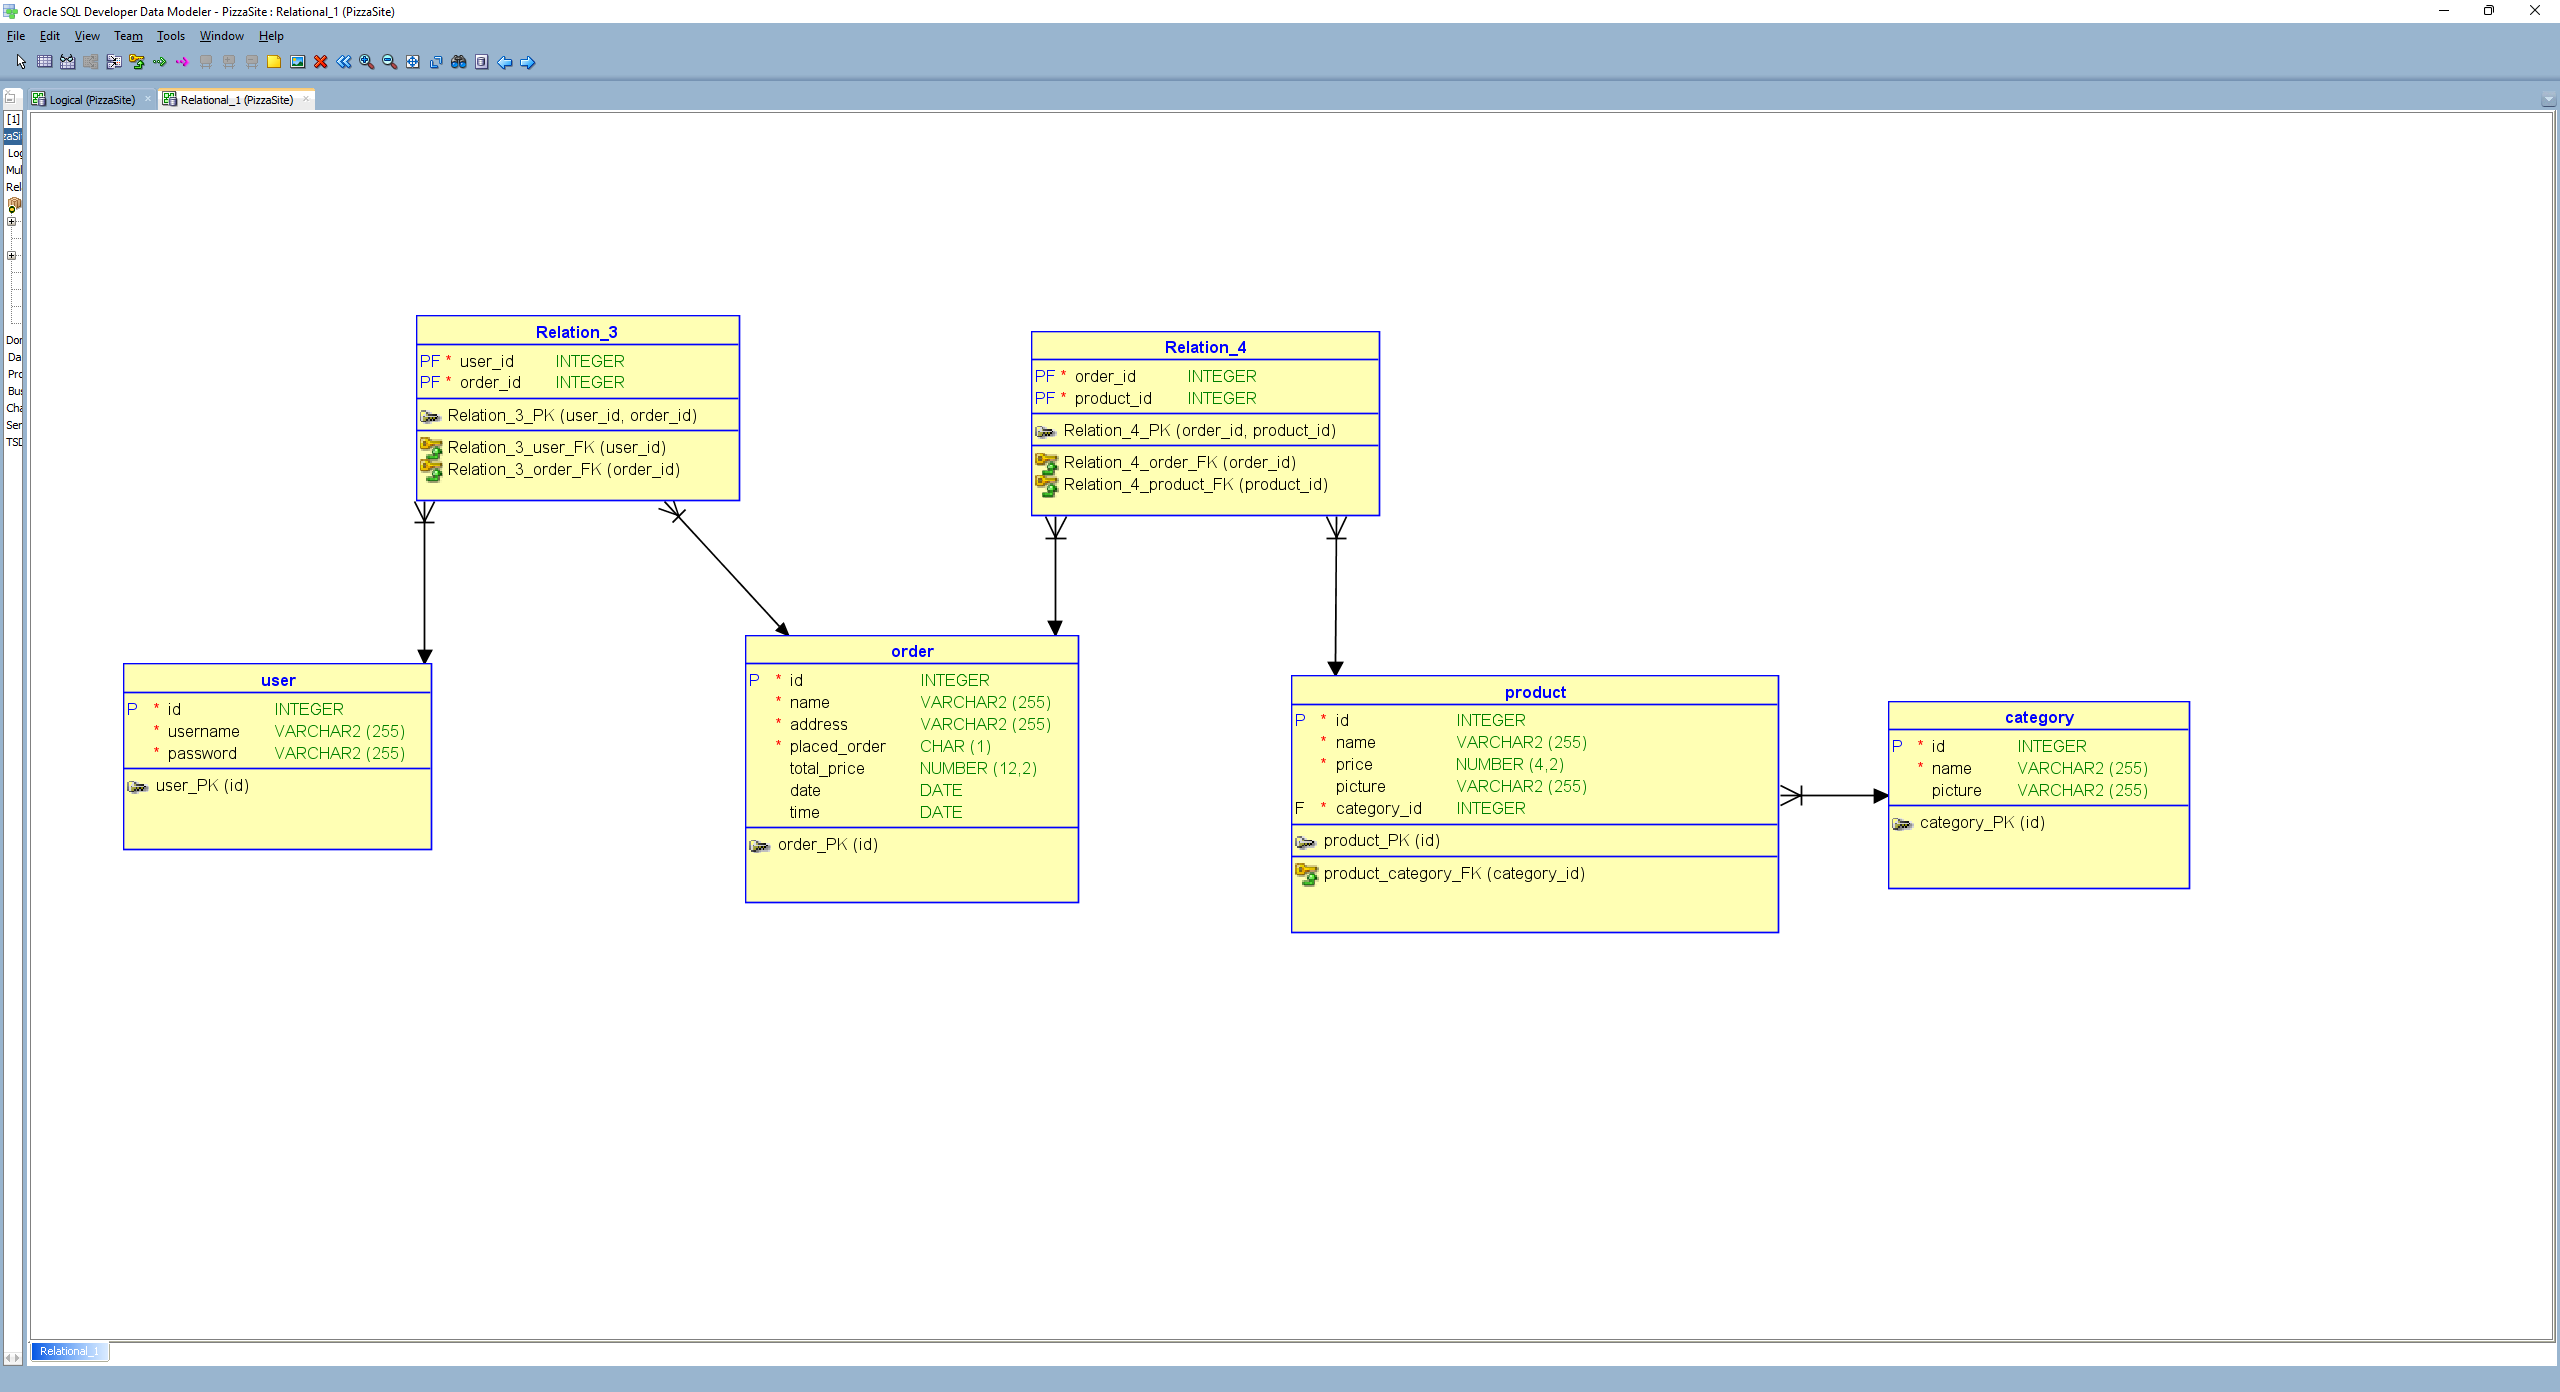 Oracle SQL Developer Data Modeler - PizzaSite : Relational_1 (PizzaSite)
File Edit View Team Tools Window Help
Logical (PizzaSite) Relational_1 (PizzaSite)
[1]
Relation_3
PF * user_id INTEGER
PF * order_id INTEGER
Relation_3_PK (user_id, order_id)
Relation_3_user_FK (user_id)
Relation_3_order_FK (order_id)
Relation_4
PF * order_id INTEGER
PF * product_id INTEGER
Relation_4_PK (order_id, product_id)
Relation_4_order_FK (order_id)
Relation_4_product_FK (product_id)
user
P * id INTEGER
* username VARCHAR2 (255)
* password VARCHAR2 (255)
user_PK (id)
order
P * id INTEGER
* name VARCHAR2 (255)
* address VARCHAR2 (255)
* placed_order CHAR (1)
total_price NUMBER (12,2)
date DATE
time DATE
order_PK (id)
product
P * id INTEGER
* name VARCHAR2 (255)
* price NUMBER (4,2)
picture VARCHAR2 (255)
F * category_id INTEGER
product_PK (id)
product_category_FK (category_id)
category
P * id INTEGER
* name VARCHAR2 (255)
picture VARCHAR2 (255)
category_PK (id)
Relational_1